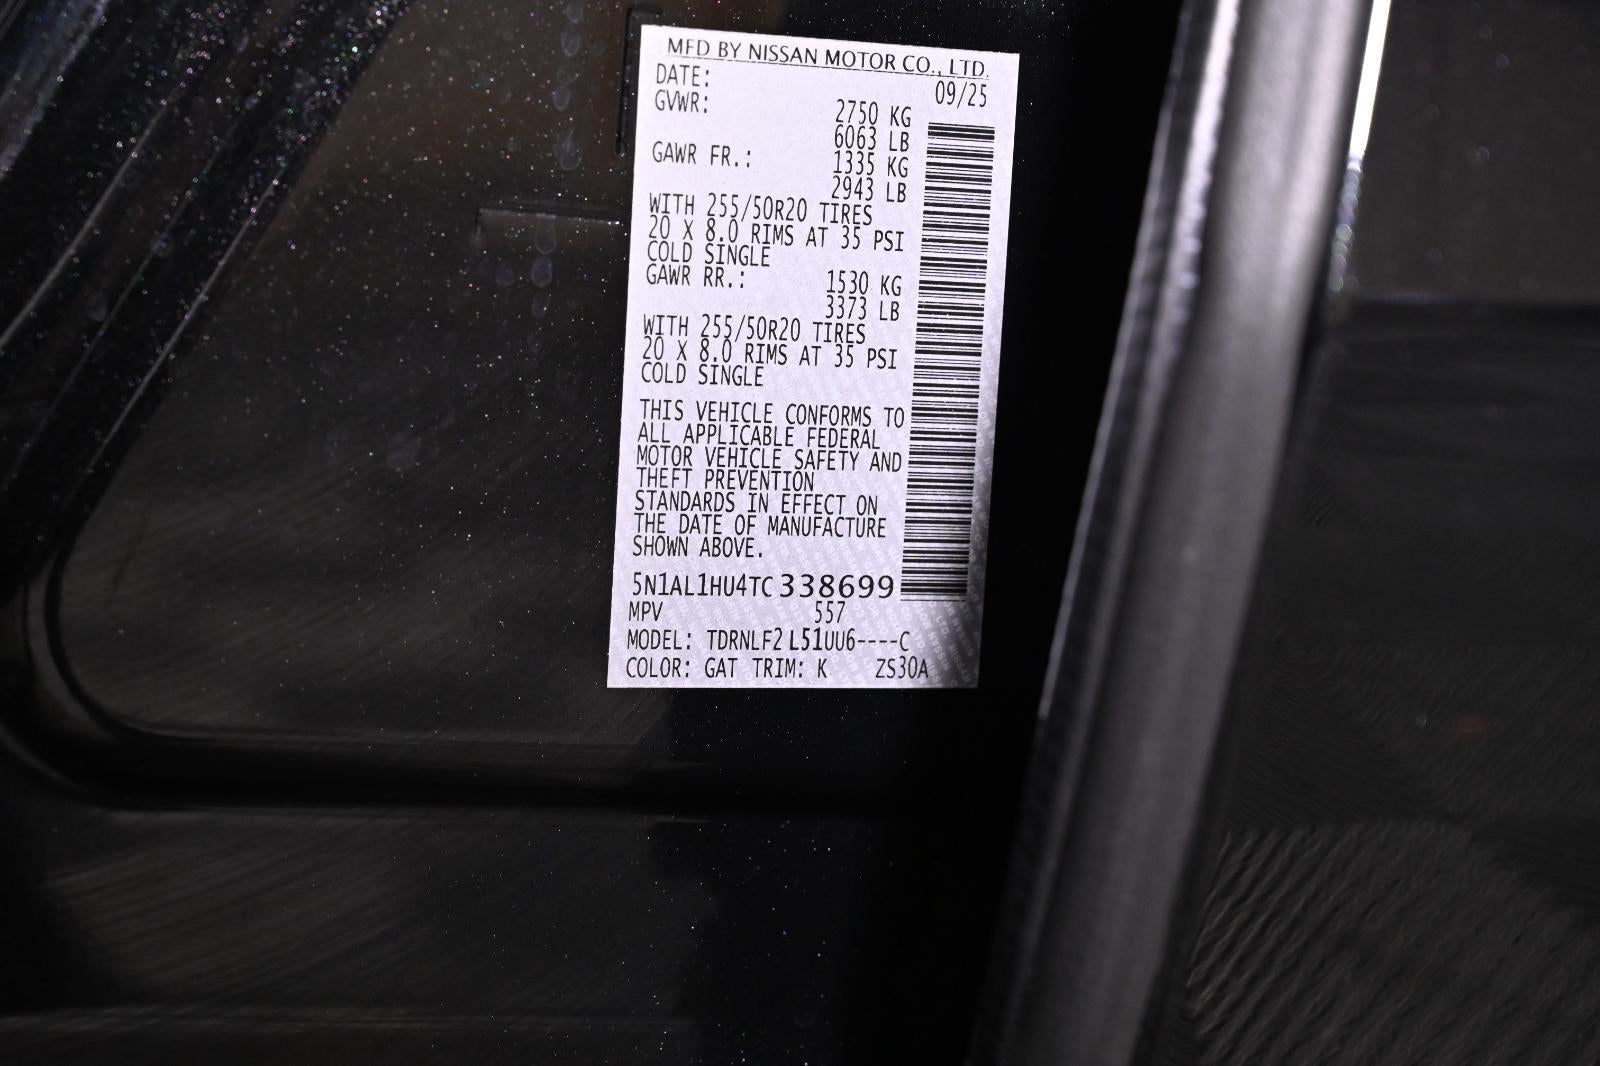 MFD BY NISSAN MOTOR CO., LTD.
DATE: 09/25
GVWR: 2750 KG
6063 LB
GAWR FR.: 1335 KG
2943 LB
WITH 255/50R20 TIRES
20 X 8.0 RIMS AT 35 PSI
COLD SINGLE
GAWR RR.: 1530 KG
3373 LB
WITH 255/50R20 TIRES
20 X 8.0 RIMS AT 35 PSI
COLD SINGLE
THIS VEHICLE CONFORMS TO
ALL APPLICABLE FEDERAL
MOTOR VEHICLE SAFETY AND
THEFT PREVENTION
STANDARDS IN EFFECT ON
THE DATE OF MANUFACTURE
SHOWN ABOVE.
5N1AL1HU4TC338699
MPV 557
MODEL: TDRNLF2 L51UU6----C
COLOR: GAT TRIM: K ZS30A